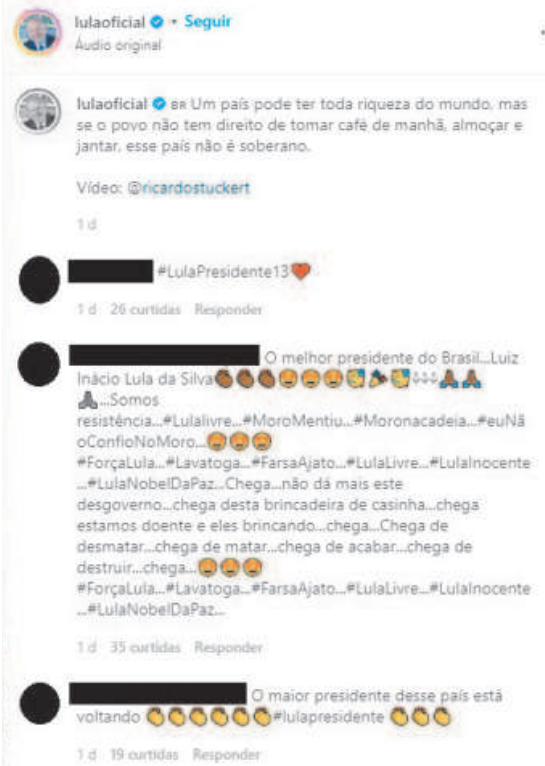 lulaoficial • Seguir
Áudio original
lulaoficial BR Um país pode ter toda riqueza do mundo, mas
se o povo não tem direito de tomar café de manhã, almoçar e
jantar, esse país não é soberano.
Vídeo: @ricardostuckert
1 d
#LulaPresidente13❤️
1 d 26 curtidas Responder
O melhor presidente do Brasil...Luiz
Inácio Lula da Silva
...Somos
resistência...#Lulalivre...#MoroMentiu...#Moronacadeia...#euNã
oConfioNoMoro...
#ForçaLula...#Lavatoga...#FarsaAjato...#LulaLivre...#LulaInocente
...#LulaNobelDaPaz...Chega...não dá mais este
desgoverno...chega desta brincadeira de casinha...chega
estamos doente e eles brincando...chega...Chega de
desmatar...chega de matar...chega de acabar...chega de
destruir...chega...
#ForçaLula...#Lavatoga...#FarsaAjato...#LulaLivre...#LulaInocente
...#LulaNobelDaPaz...
1 d 35 curtidas Responder
O maior presidente desse país está
voltando 👏👏👏👏👏👏#lulapresidente 👏👏👏
1 d 19 curtidas Responder